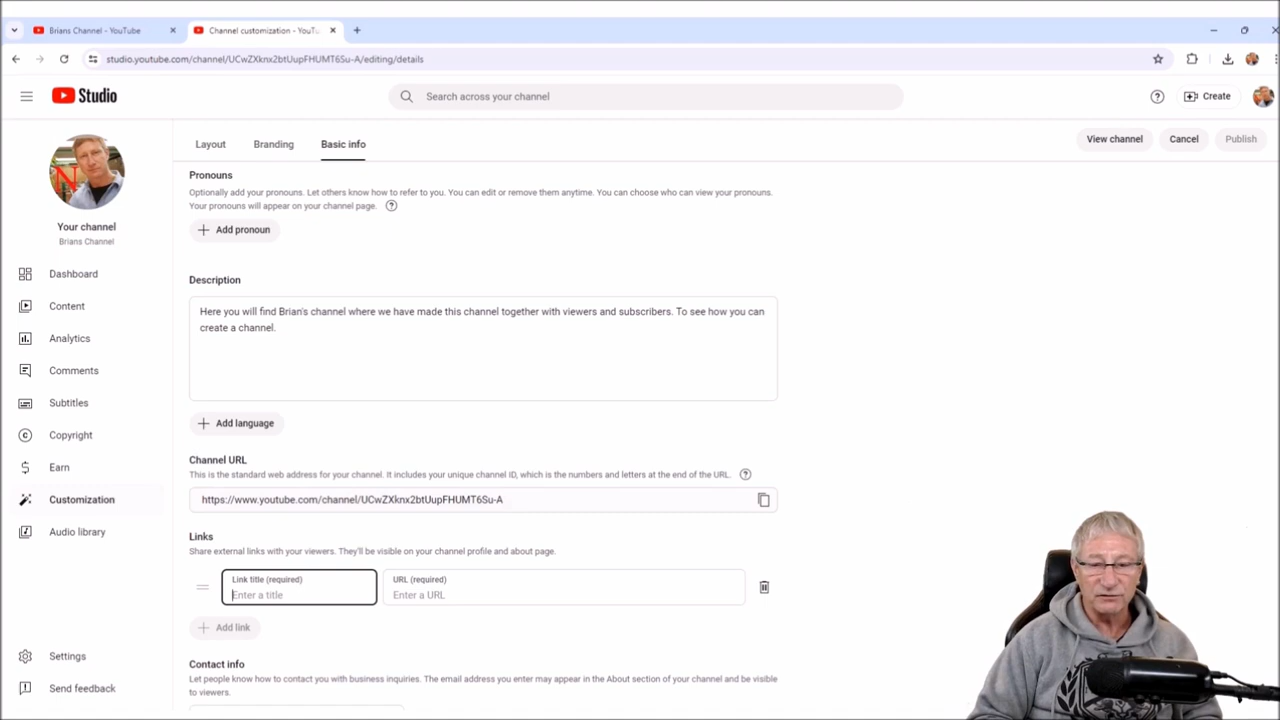 Brians Channel - YouTube
Channel customization - YouTu
studio.youtube.com/channel/UCwZXknx2btUupFHUMT6Su-A/editing/details
Studio
Search across your channel
Create
Layout
Branding
Basic info
View channel
Cancel
Publish
N
Your channel
Brians Channel
Dashboard
Content
Analytics
Comments
Subtitles
Copyright
Earn
Customization
Audio library
Settings
Send feedback
Pronouns
Optionally add your pronouns. Let others know how to refer to you. You can edit or remove them anytime. You can choose who can view your pronouns.
Your pronouns will appear on your channel page.
Add pronoun
Description
Here you will find Brian's channel where we have made this channel together with viewers and subscribers. To see how you can
create a channel.
Add language
Channel URL
This is the standard web address for your channel. It includes your unique channel ID, which is the numbers and letters at the end of the URL.
https://www.youtube.com/channel/UCwZXknx2btUupFHUMT6Su-A
Links
Share external links with your viewers. They'll be visible on your channel profile and about page.
Link title (required)
Enter a title
URL (required)
Enter a URL
Add link
Contact info
Let people know how to contact you with business inquiries. The email address you enter may appear in the About section of your channel and be visible
to viewers.